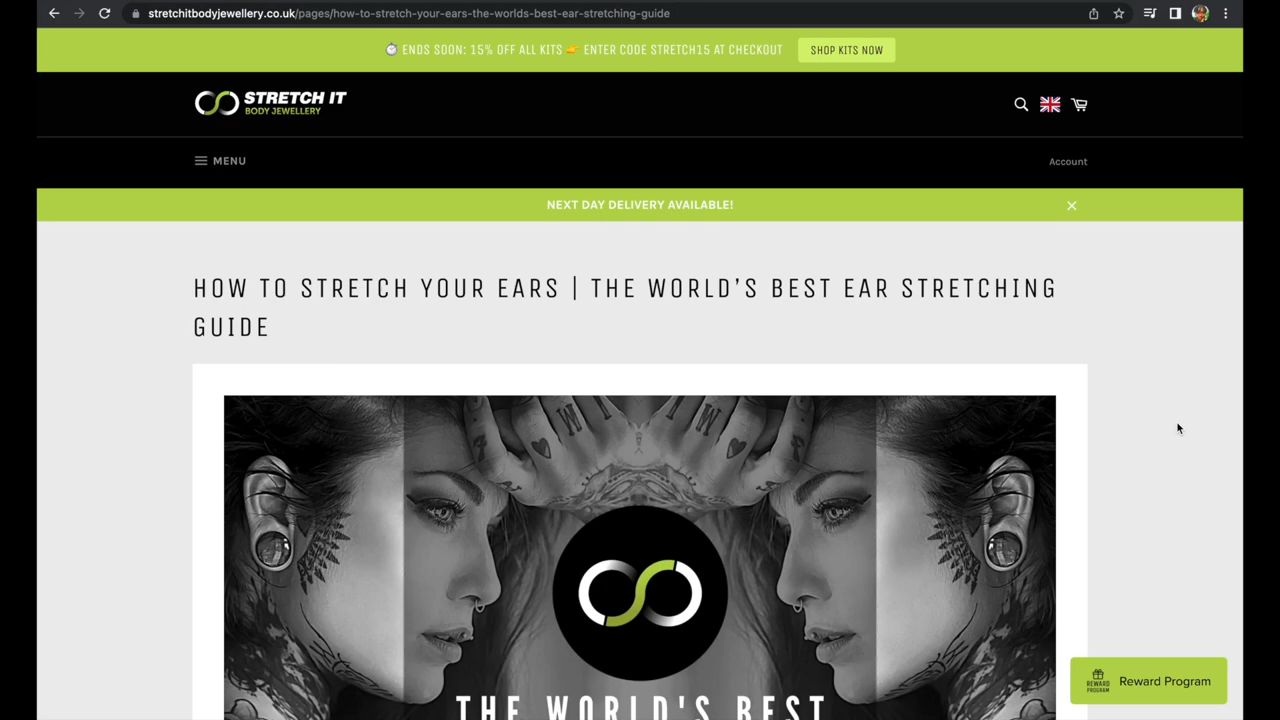 stretchitbodyjewellery.co.uk/pages/how-to-stretch-your-ears-the-worlds-best-ear-stretching-guide
ENDS SOON: 15% OFF ALL KITS 👉 ENTER CODE STRETCH15 AT CHECKOUT
SHOP KITS NOW
STRETCH IT
BODY JEWELLERY
MENU
Account
NEXT DAY DELIVERY AVAILABLE!
HOW TO STRETCH YOUR EARS | THE WORLD'S BEST EAR STRETCHING
GUIDE
THE WORLD'S BEST
REWARD
PROGRAM
Reward Program